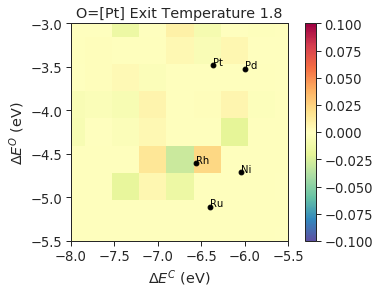 O=[Pt] Exit Temperature 1.8
−3.0
−3.5
−4.0
−4.5
−5.0
−5.5
ΔE^O (eV)
Pt
Pd
Rh
Ni
Ru
−8.0 −7.5 −7.0 −6.5 −6.0 −5.5
ΔE^C (eV)
0.100
0.075
0.050
0.025
0.000
−0.025
−0.050
−0.075
−0.100